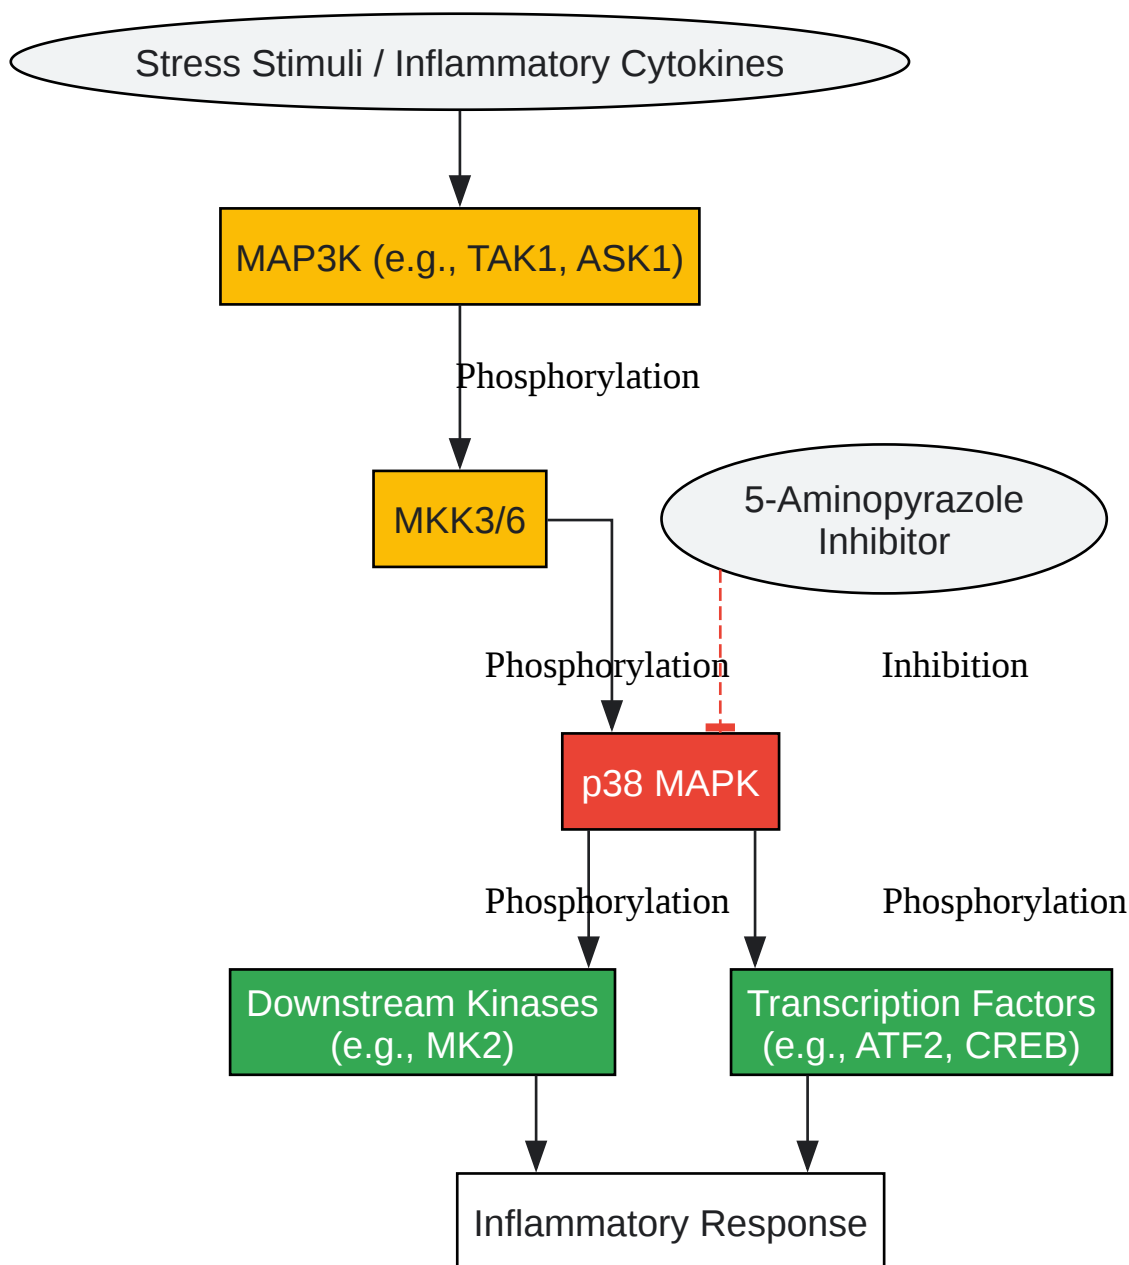 Stress Stimuli / Inflammatory Cytokines
MAP3K (e.g., TAK1, ASK1)
Phosphorylation
MKK3/6
5-Aminopyrazole
Inhibitor
Phosphorylation
Inhibition
p38 MAPK
Phosphorylation
Phosphorylation
Downstream Kinases
(e.g., MK2)
Transcription Factors
(e.g., ATF2, CREB)
Inflammatory Response